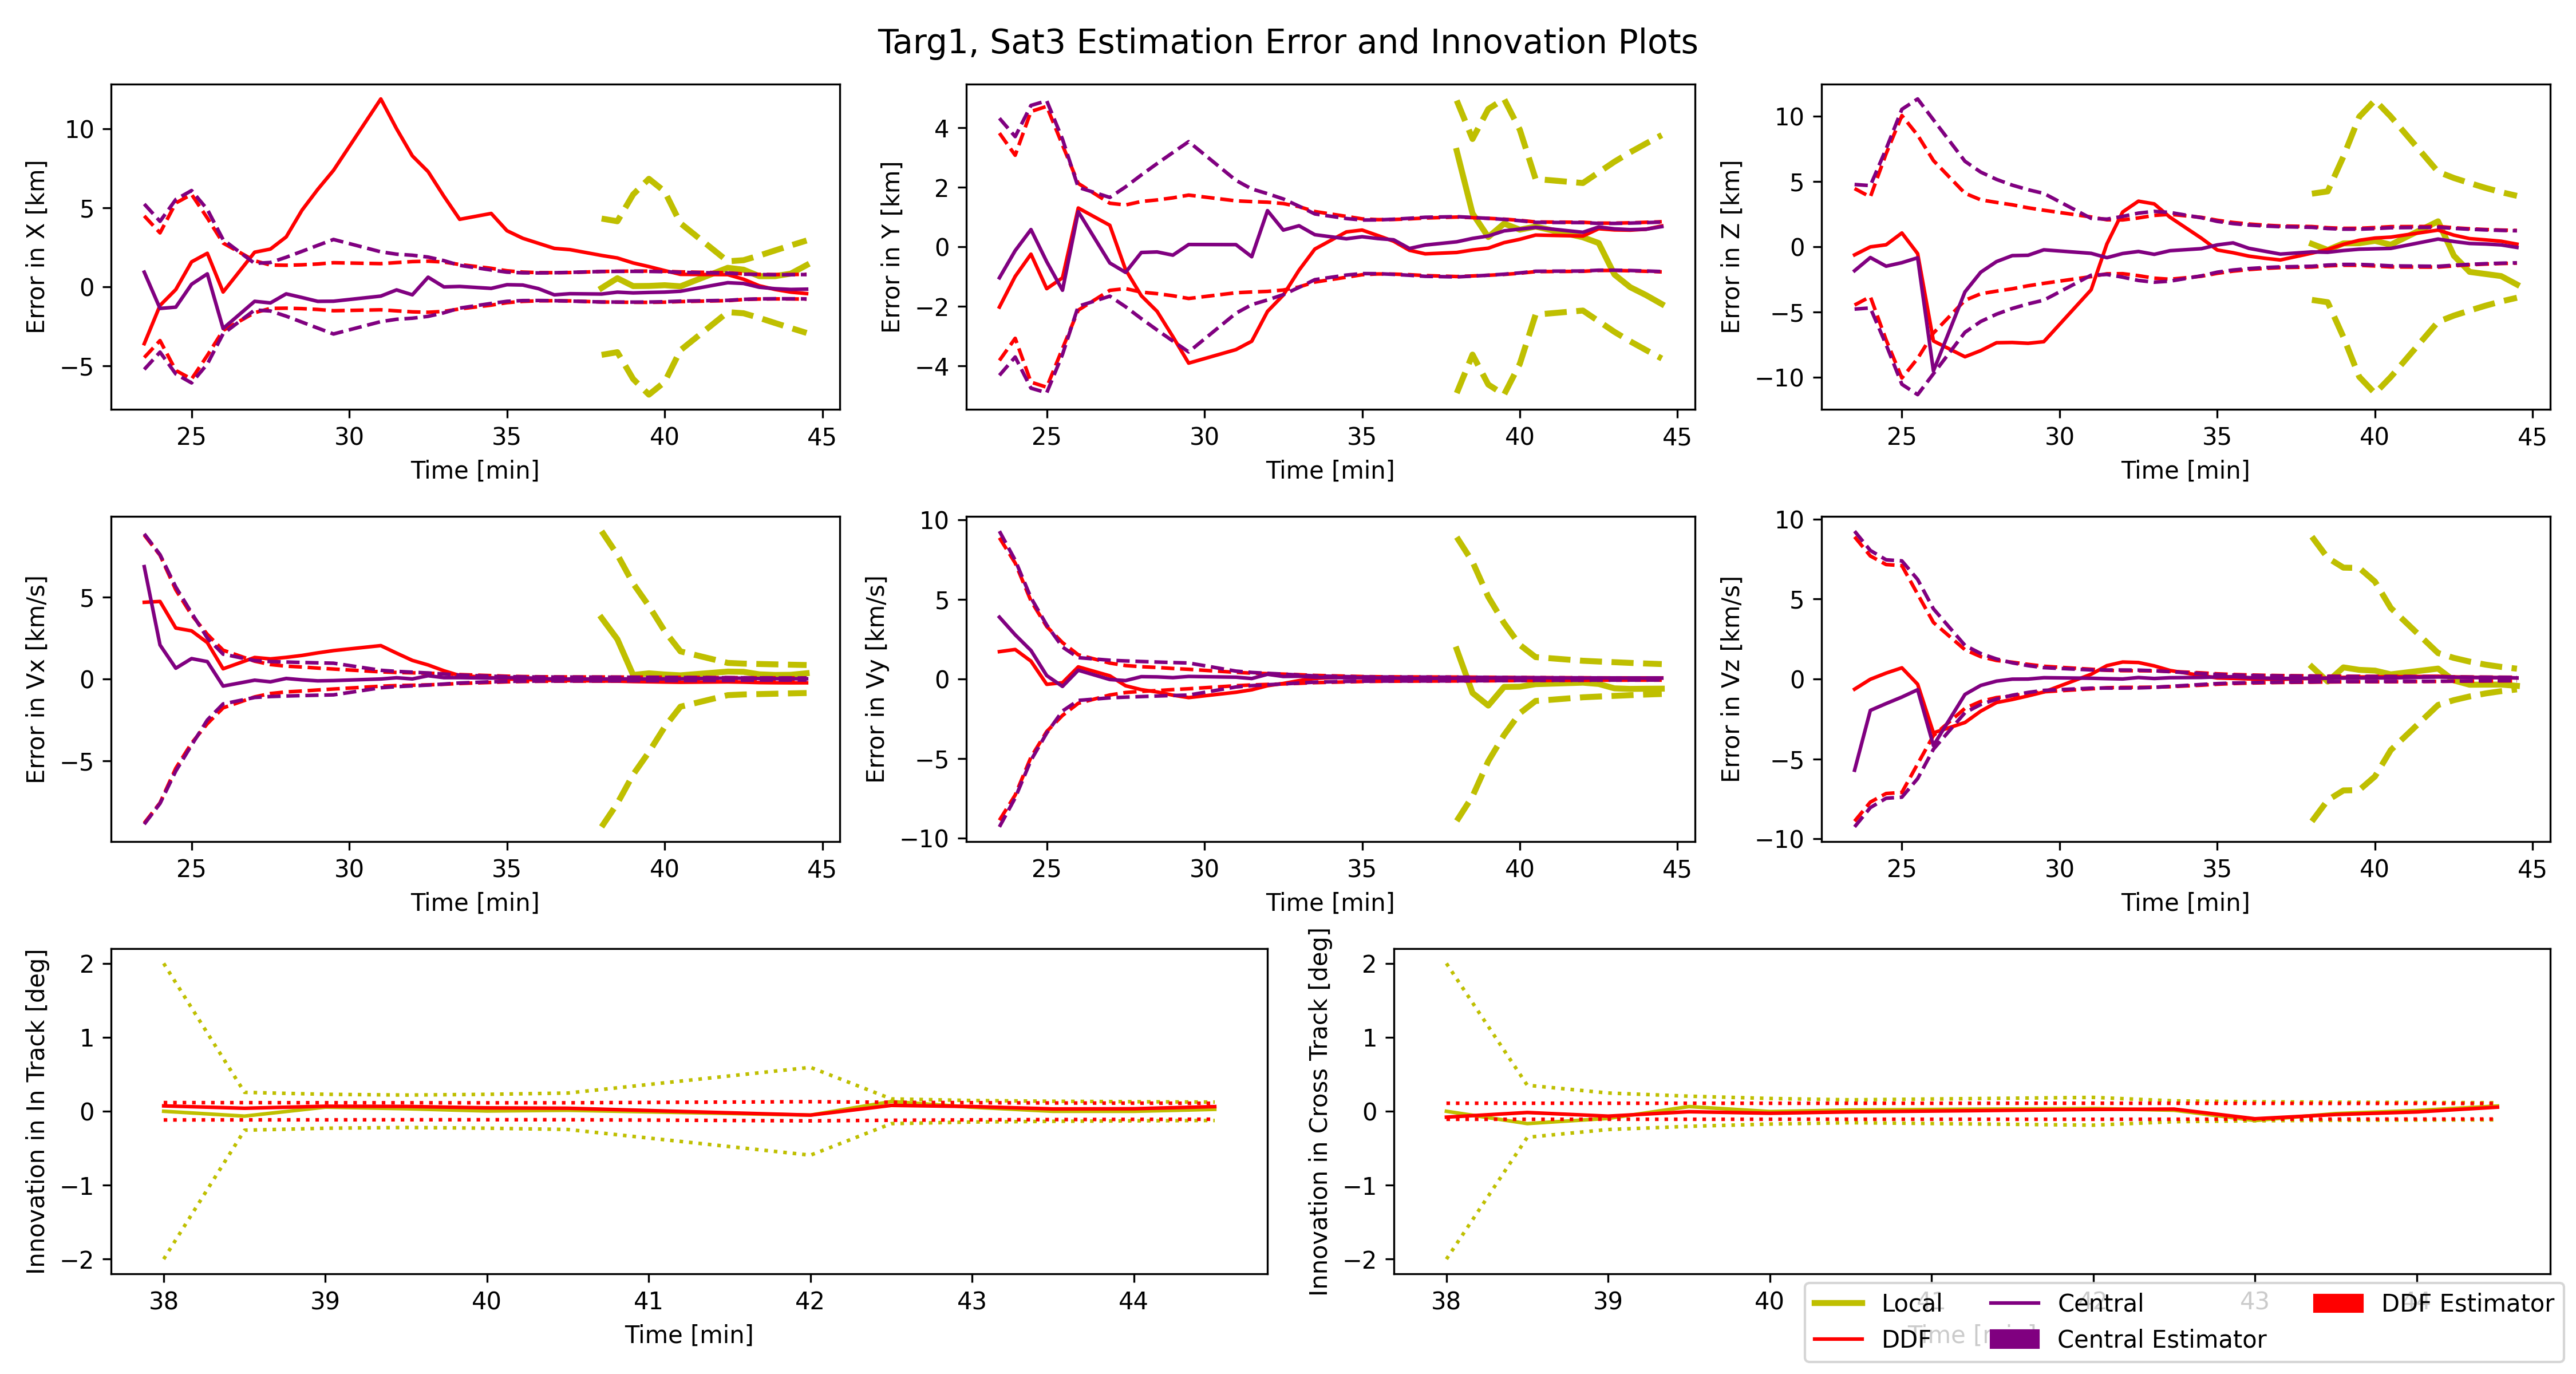 Targ1, Sat3 Estimation Error and Innovation Plots
Error in X [km]
10
5
0
−5
25 30 35 40 45
Time [min]
Error in Y [km]
4
2
0
−2
−4
25 30 35 40 45
Time [min]
Error in Z [km]
10
5
0
−5
−10
25 30 35 40 45
Time [min]
Error in Vx [km/s]
5
0
−5
25 30 35 40 45
Time [min]
Error in Vy [km/s]
10
5
0
−5
−10
25 30 35 40 45
Time [min]
Error in Vz [km/s]
10
5
0
−5
−10
25 30 35 40 45
Time [min]
Innovation in In Track [deg]
2
1
0
−1
−2
38 39 40 41 42 43 44
Time [min]
Innovation in Cross Track [deg]
2
1
0
−1
−2
38 39 40 41 42 43 44
Time [min]
Local
DDF
Central
Central Estimator
DDF Estimator